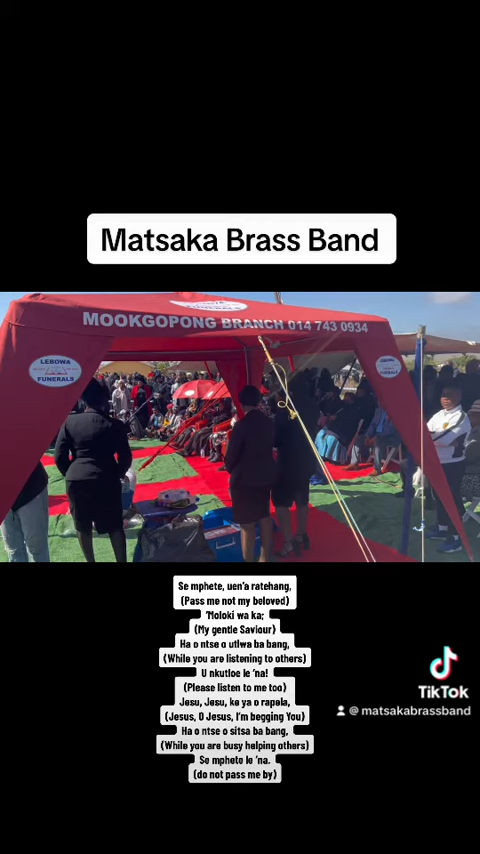 Matsaka Brass Band
MOOKGOPONG BRANCH 014 743 0934
LEBOWA
FUNERALS
Se mphete, uen'a ratehang,
(Pass me not my beloved)
'Moloki wa ka;
(My gentle Saviour)
Ha o ntse o utlwa ba bang,
(While you are listening to others)
U nkutloe le 'na!
(Please listen to me too)
Jesu, Jesu, ke ya o rapela,
(Jesus, O Jesus, I'm begging You)
Ha o ntse o sitsa ba bang,
(While you are busy helping others)
Se mphete le 'na.
(do not pass me by)
TikTok
@ matsakabrassband